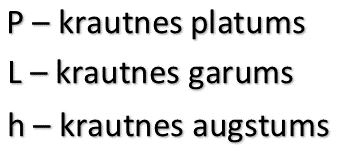 P – krautnes platums
L – krautnes garums
h – krautnes augstums